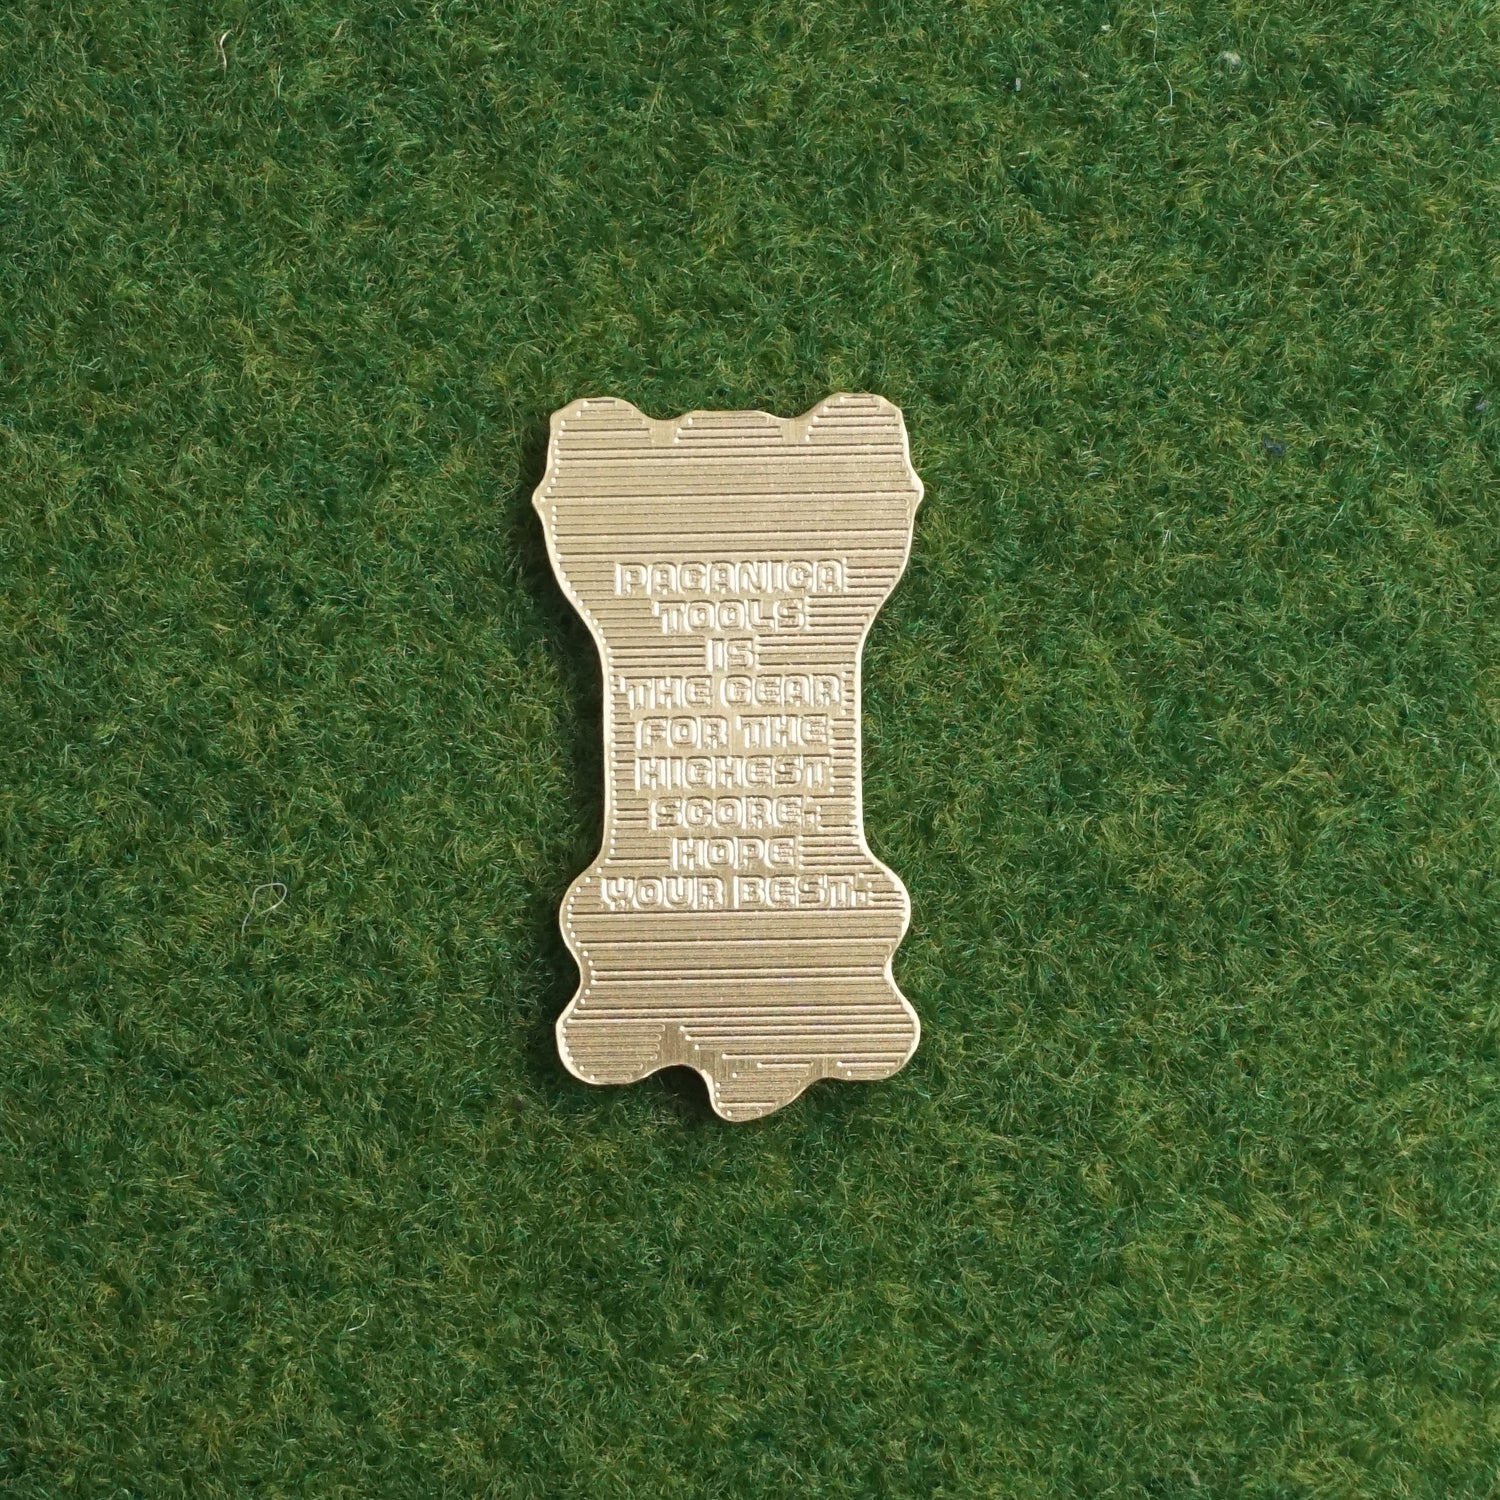 PAGANICA
TOOLS
IS
THE GEAR
FOR THE
HIGHEST
SCORE.
HOPE
YOUR BEST.